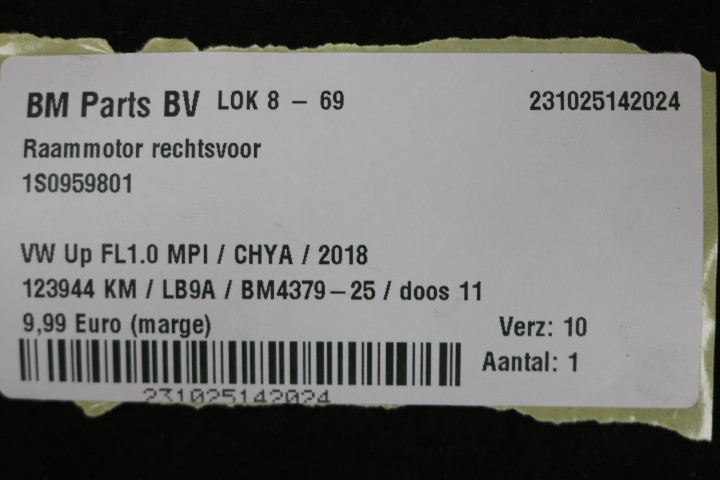 BM Parts BV LOK 8 - 69 231025142024
Raammotor rechtsvoor
1S0959801
VW Up FL1.0 MPI / CHYA / 2018
123944 KM / LB9A / BM4379-25 / doos 11
9,99 Euro (marge) Verz: 10
Aantal: 1
231025142024